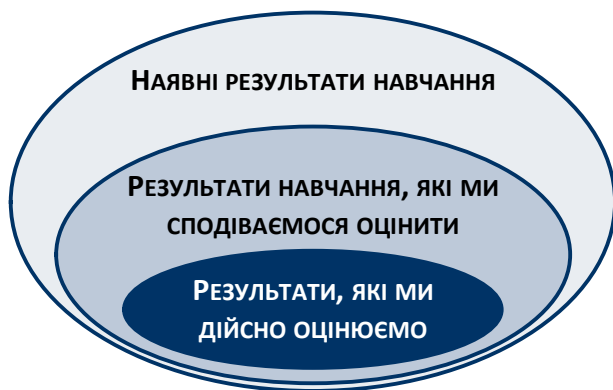 Наявні результати навчання
Результати навчання, які ми
сподіваємося оцінити
Результати, які ми
дійсно оцінюємо